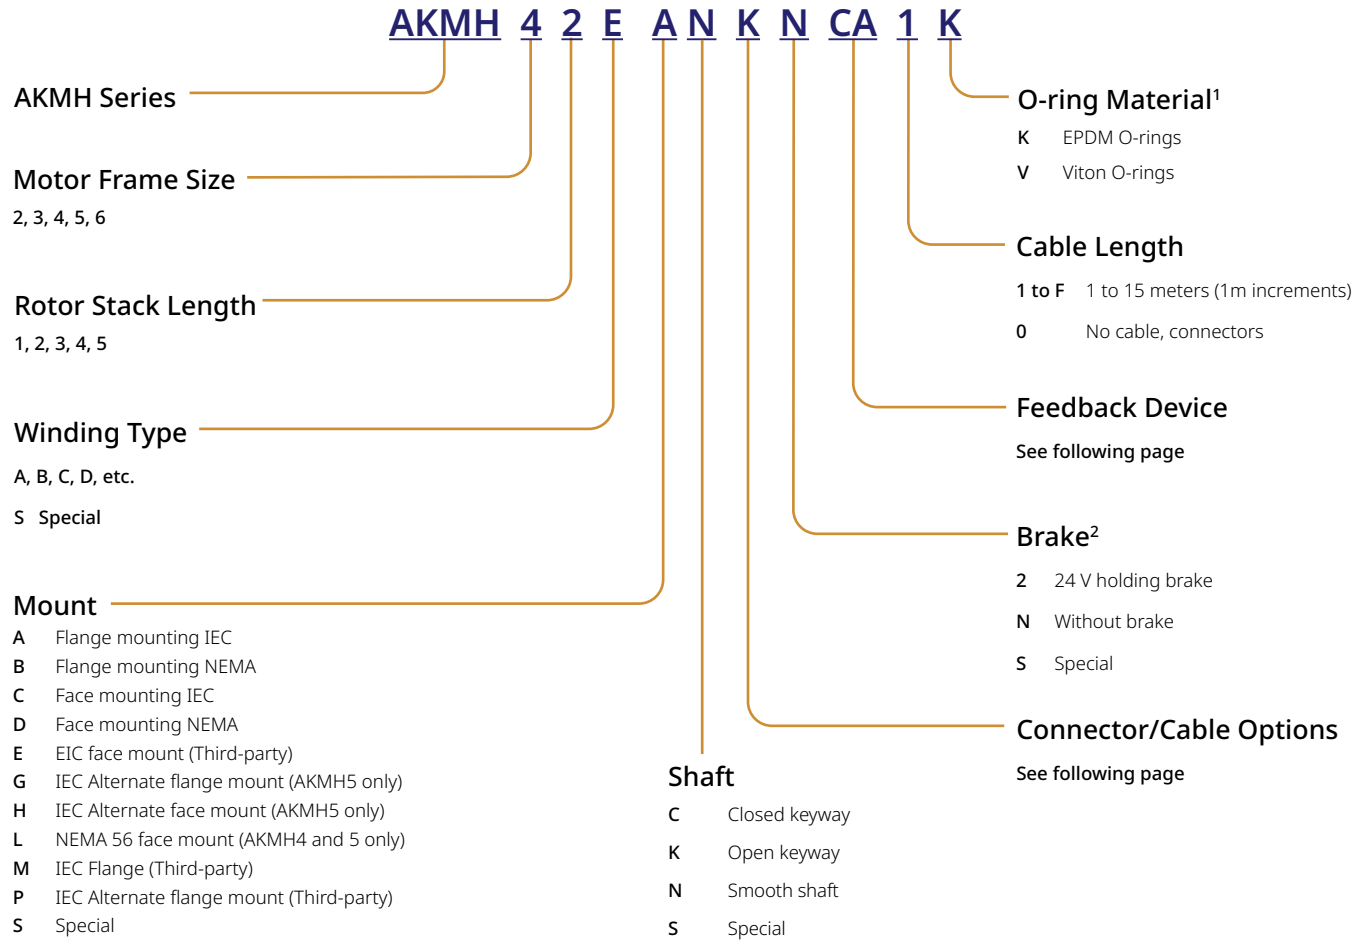 AKMH 4 2 E A N K N CA 1 K
AKMH Series
Motor Frame Size
2, 3, 4, 5, 6
Rotor Stack Length
1, 2, 3, 4, 5
Winding Type
A, B, C, D, etc.
S Special
Mount
A Flange mounting IEC
B Flange mounting NEMA
C Face mounting IEC
D Face mounting NEMA
E EIC face mount (Third-party)
G IEC Alternate flange mount (AKMH5 only)
H IEC Alternate face mount (AKMH5 only)
L NEMA 56 face mount (AKMH4 and 5 only)
M IEC Flange (Third-party)
P IEC Alternate flange mount (Third-party)
S Special
Shaft
C Closed keyway
K Open keyway
N Smooth shaft
S Special
O-ring Material¹
K EPDM O-rings
V Viton O-rings
Cable Length
1 to F 1 to 15 meters (1m increments)
0 No cable, connectors
Feedback Device
See following page
Brake²
2 24 V holding brake
N Without brake
S Special
Connector/Cable Options
See following page